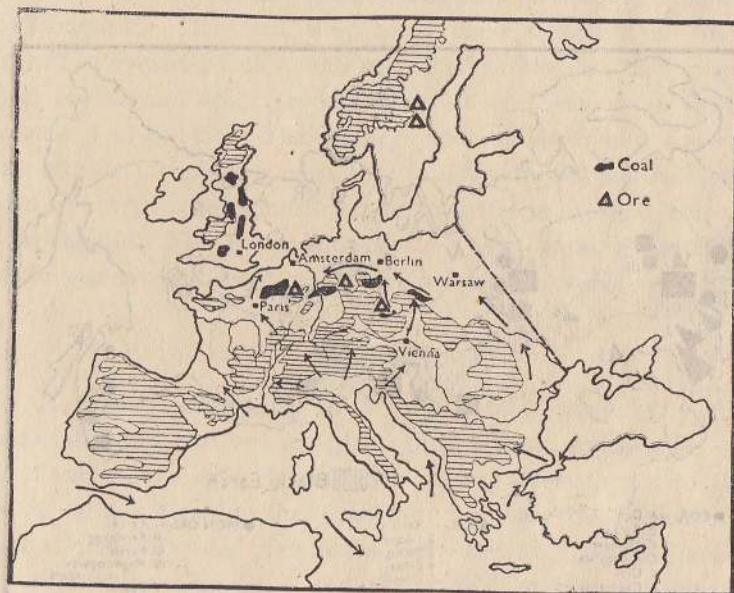 Coal
Ore
London
Amsterdam
Berlin
Warsaw
Paris
Vienna